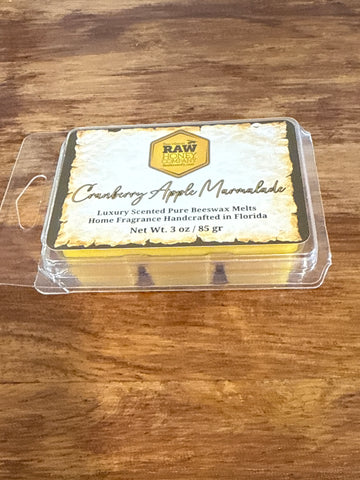 RAW
HONEY
COMPANY
Cranberry Apple Marmalade
Luxury Scented Pure Beeswax Melts
Home Fragrance Handcrafted in Florida
Net Wt. 3 oz / 85 gr